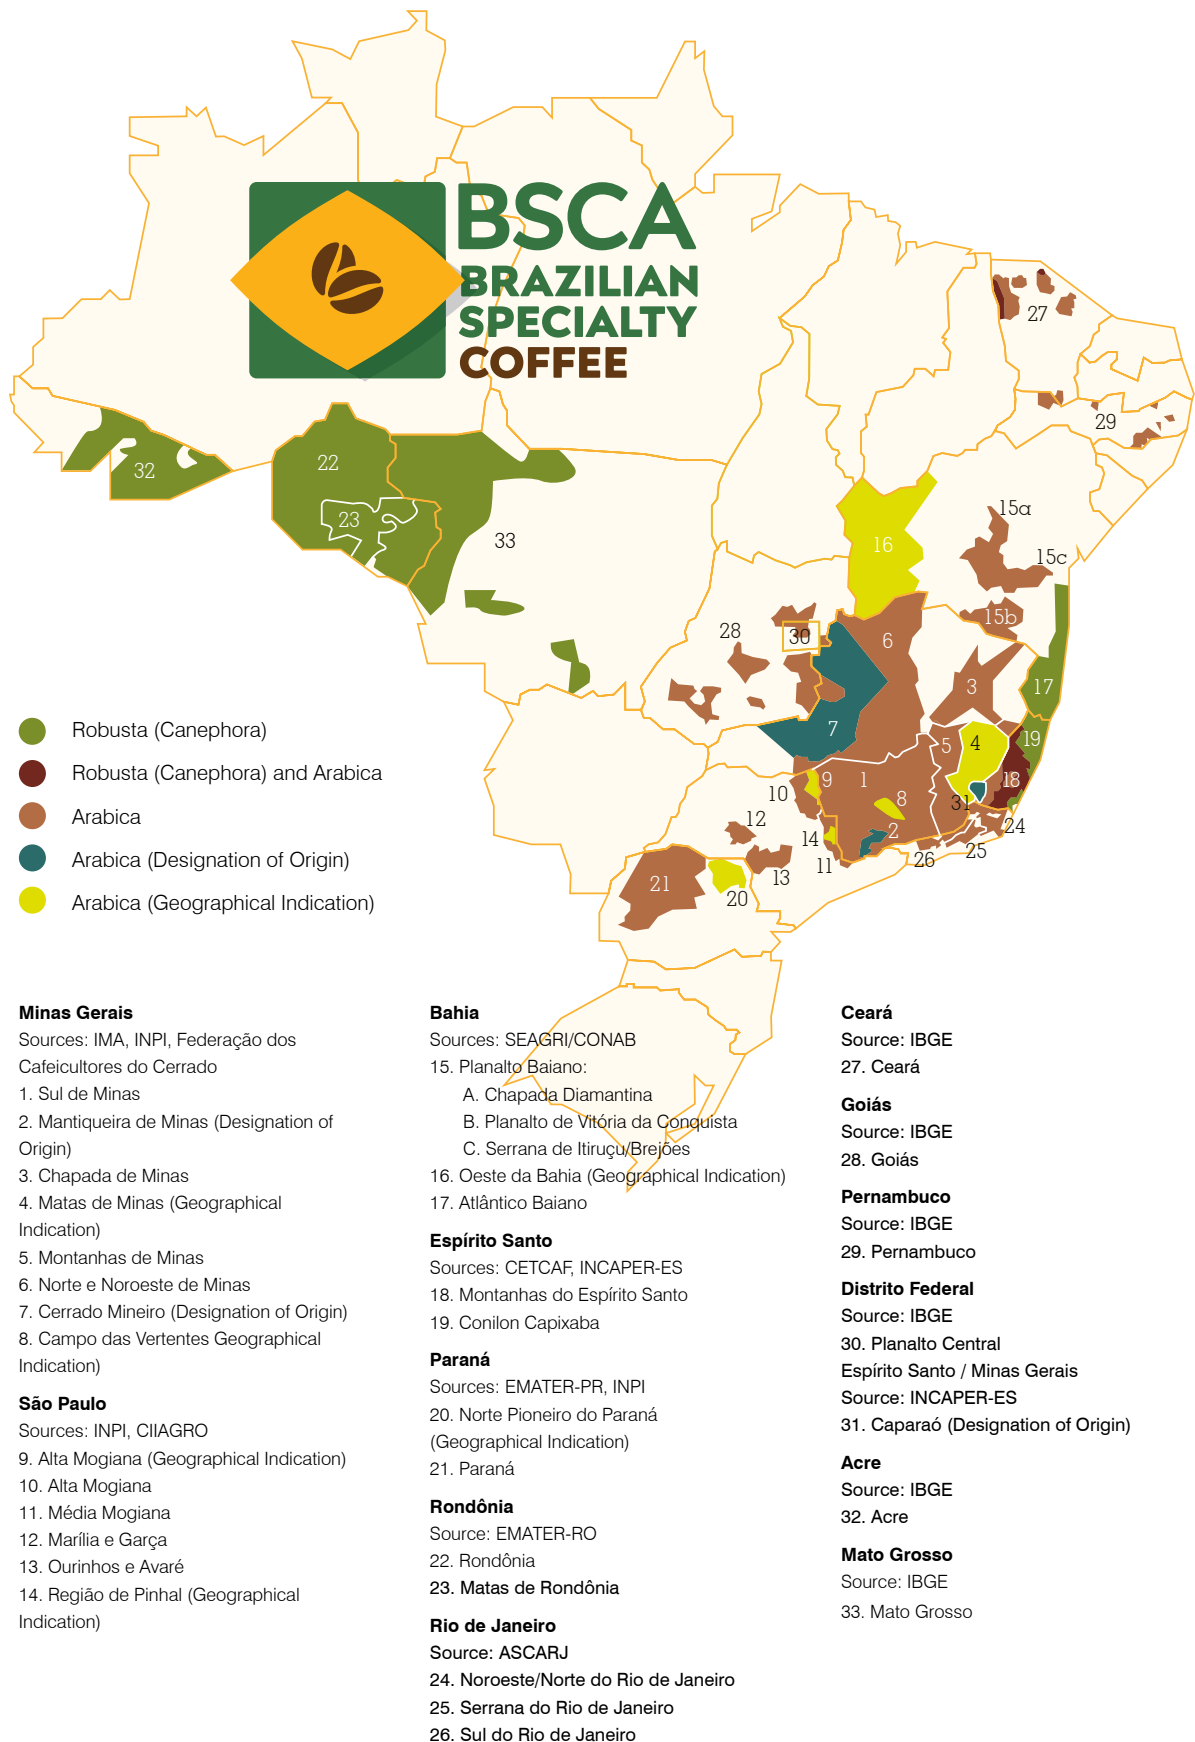 BSCA
BRAZILIAN
SPECIALTY
COFFEE
27
29
32
22
23
33
15a
16
15c
28
30
6
15b
3
17
7
5
4
19
10
9
1
18
8
31
12
14
2
24
11
26
25
13
21
20
Robusta (Canephora)
Robusta (Canephora) and Arabica
Arabica
Arabica (Designation of Origin)
Arabica (Geographical Indication)
Minas Gerais
Sources: IMA, INPI, Federação dos
Cafeicultores do Cerrado
1. Sul de Minas
2. Mantiqueira de Minas (Designation of
Origin)
3. Chapada de Minas
4. Matas de Minas (Geographical
Indication)
5. Montanhas de Minas
6. Norte e Noroeste de Minas
7. Cerrado Mineiro (Designation of Origin)
8. Campo das Vertentes Geographical
Indication)
São Paulo
Sources: INPI, CIIAGRO
9. Alta Mogiana (Geographical Indication)
10. Alta Mogiana
11. Média Mogiana
12. Marília e Garça
13. Ourinhos e Avaré
14. Região de Pinhal (Geographical
Indication)
Bahia
Sources: SEAGRI/CONAB
15. Planalto Baiano:
A. Chapada Diamantina
B. Planalto de Vitória da Conquista
C. Serrana de Itiruçu/Brejões
16. Oeste da Bahia (Geographical Indication)
17. Atlântico Baiano
Espírito Santo
Sources: CETCAF, INCAPER-ES
18. Montanhas do Espírito Santo
19. Conilon Capixaba
Paraná
Sources: EMATER-PR, INPI
20. Norte Pioneiro do Paraná
(Geographical Indication)
21. Paraná
Rondônia
Source: EMATER-RO
22. Rondônia
23. Matas de Rondônia
Rio de Janeiro
Source: ASCARJ
24. Noroeste/Norte do Rio de Janeiro
25. Serrana do Rio de Janeiro
26. Sul do Rio de Janeiro
Ceará
Source: IBGE
27. Ceará
Goiás
Source: IBGE
28. Goiás
Pernambuco
Source: IBGE
29. Pernambuco
Distrito Federal
Source: IBGE
30. Planalto Central
Espírito Santo / Minas Gerais
Source: INCAPER-ES
31. Caparaó (Designation of Origin)
Acre
Source: IBGE
32. Acre
Mato Grosso
Source: IBGE
33. Mato Grosso